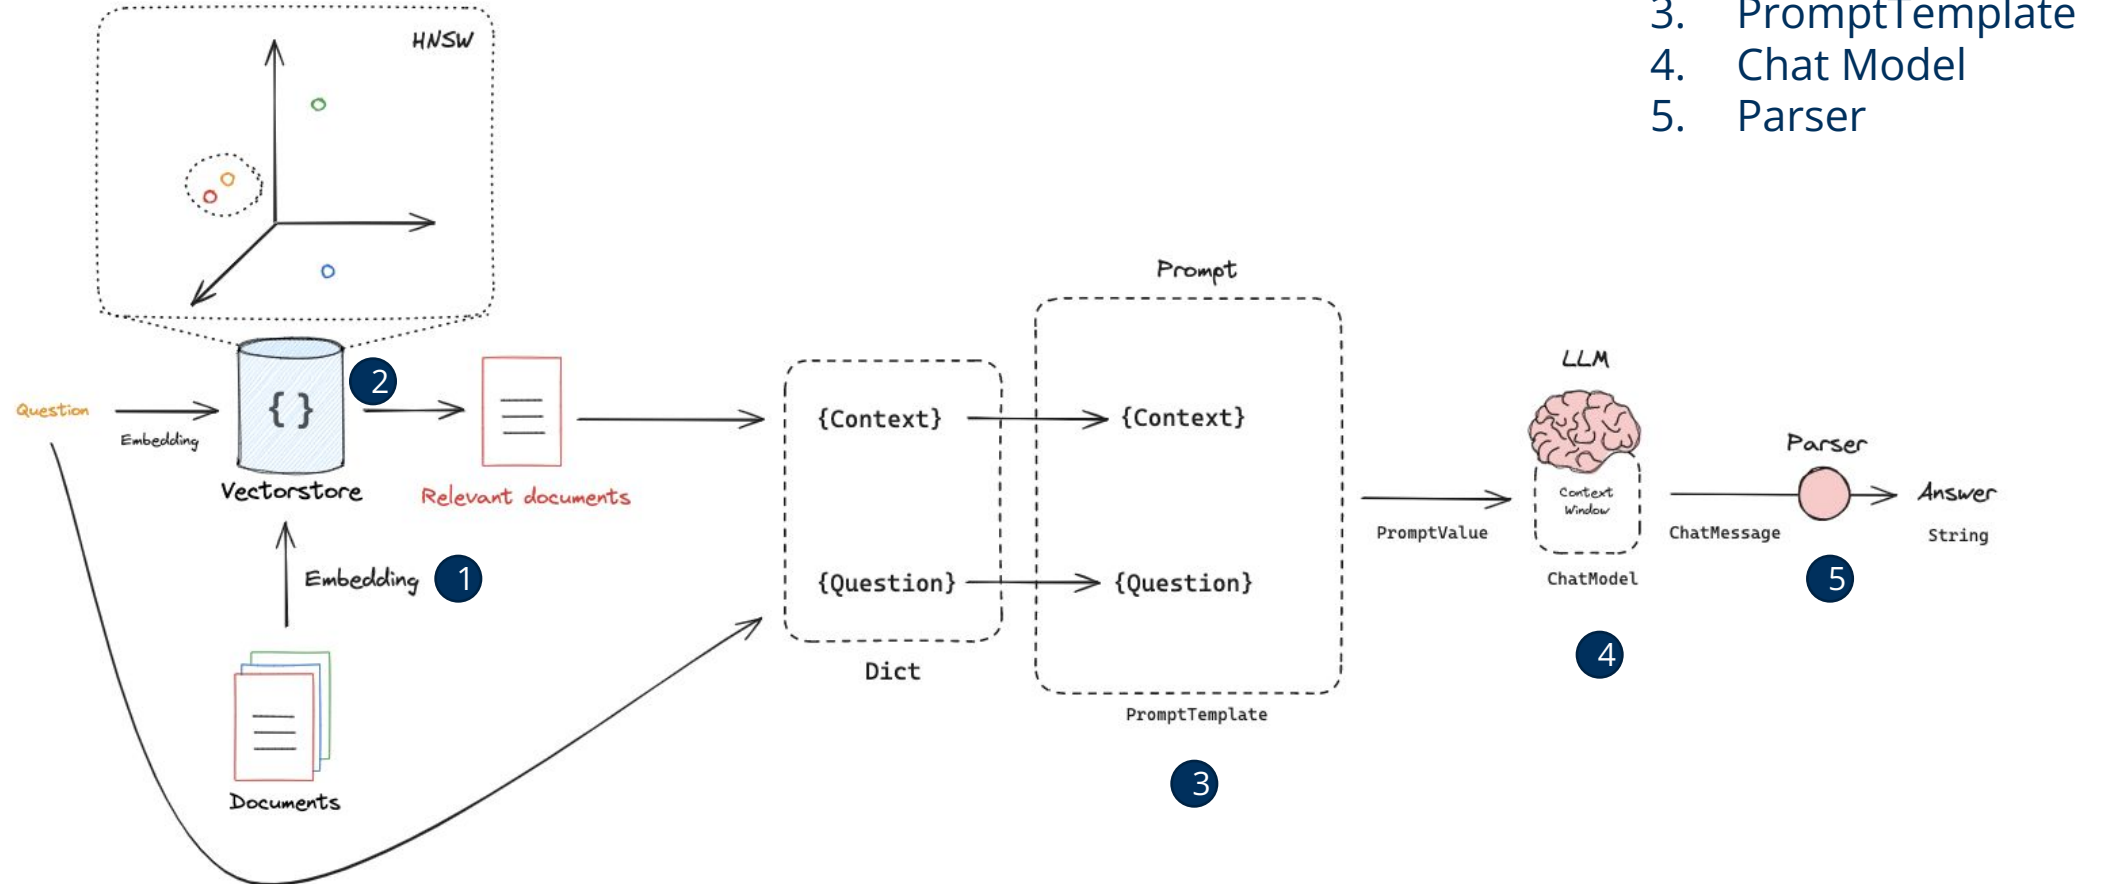 3. PromptTemplate
4. Chat Model
5. Parser
HNSW
Question
Embedding
{ }
2
Vectorstore
Relevant documents
Embedding
1
Documents
{Context}
{Question}
Dict
Prompt
{Context}
{Question}
PromptTemplate
3
PromptValue
LLM
Context
Window
ChatModel
4
ChatMessage
Parser
5
Answer
String